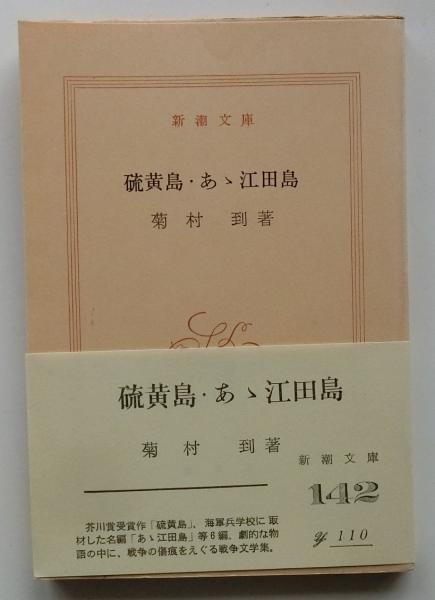 新潮文庫
硫黄島・あゝ江田島
菊村 到著
硫黄島・あゝ江田島
菊村 到著
新潮文庫
142
芥川賞受賞作「硫黄島」、海軍兵学校に取
材した名編「あゝ江田島」等6編、劇的な物
語の中に、戦争の傷痕をえぐる戦争文学集。
¥ 110